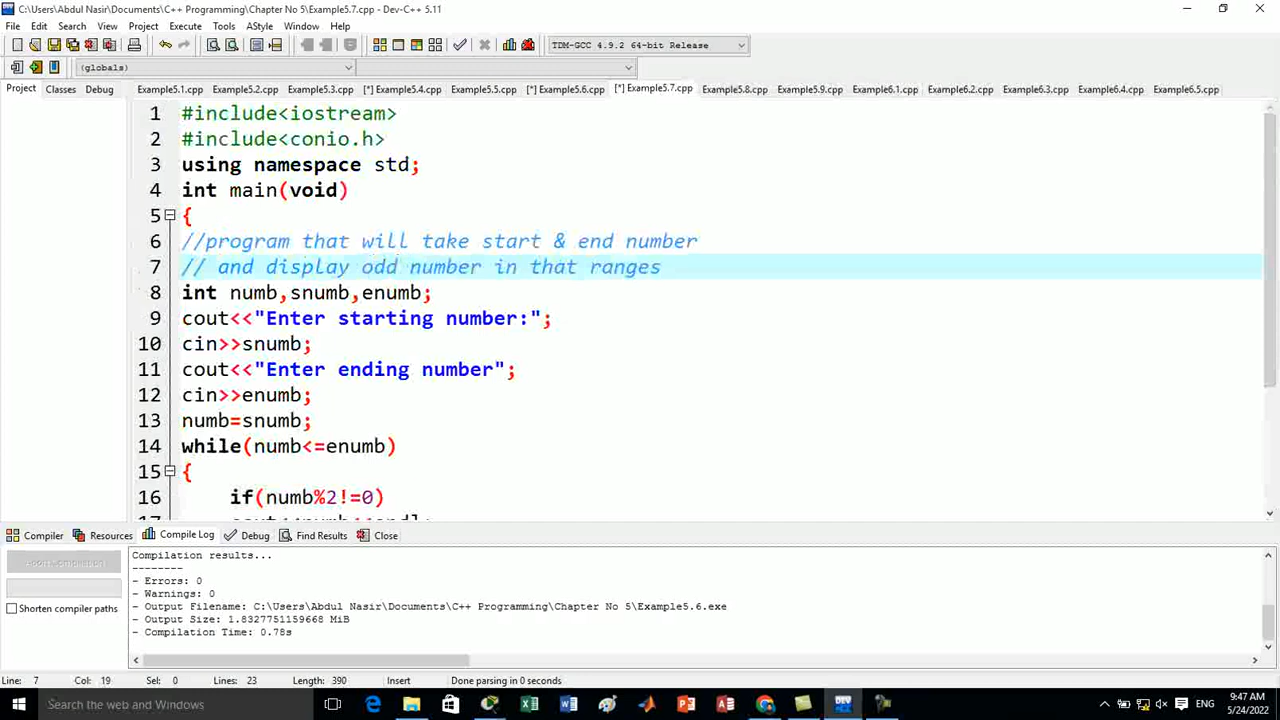 C:\Users\Abdul Nasir\Documents\C++ Programming\Chapter No 5\Example5.7.cpp - Dev-C++ 5.11
File Edit Search View Project Execute Tools AStyle Window Help
TDM-GCC 4.9.2 64-bit Release
(globals)
Project Classes Debug Example5.1.cpp Example5.2.cpp Example5.3.cpp [*] Example5.4.cpp Example5.5.cpp [*] Example5.6.cpp [*] Example5.7.cpp Example5.8.cpp Example5.9.cpp Example6.1.cpp Example6.2.cpp Example6.3.cpp Example6.4.cpp Example6.5.cpp
1 #include<iostream>
2 #include<conio.h>
3 using namespace std;
4 int main(void)
5 {
6 //program that will take start & end number
7 // and display odd number in that ranges
8 int numb,snumb,enumb;
9 cout<<"Enter starting number:";
10 cin>>snumb;
11 cout<<"Enter ending number";
12 cin>>enumb;
13 numb=snumb;
14 while(numb<=enumb)
15 {
16 if(numb%2!=0)
Compiler Resources Compile Log Debug Find Results Close
Abort Compilation
Shorten compiler paths
Compilation results...
--------
- Errors: 0
- Warnings: 0
- Output Filename: C:\Users\Abdul Nasir\Documents\C++ Programming\Chapter No 5\Example5.6.exe
- Output Size: 1.8327751159668 MiB
- Compilation Time: 0.78s
Line: 7 Col: 19 Sel: 0 Lines: 23 Length: 390 Insert Done parsing in 0 seconds
Search the web and Windows
ENG
9:47 AM
5/24/2022